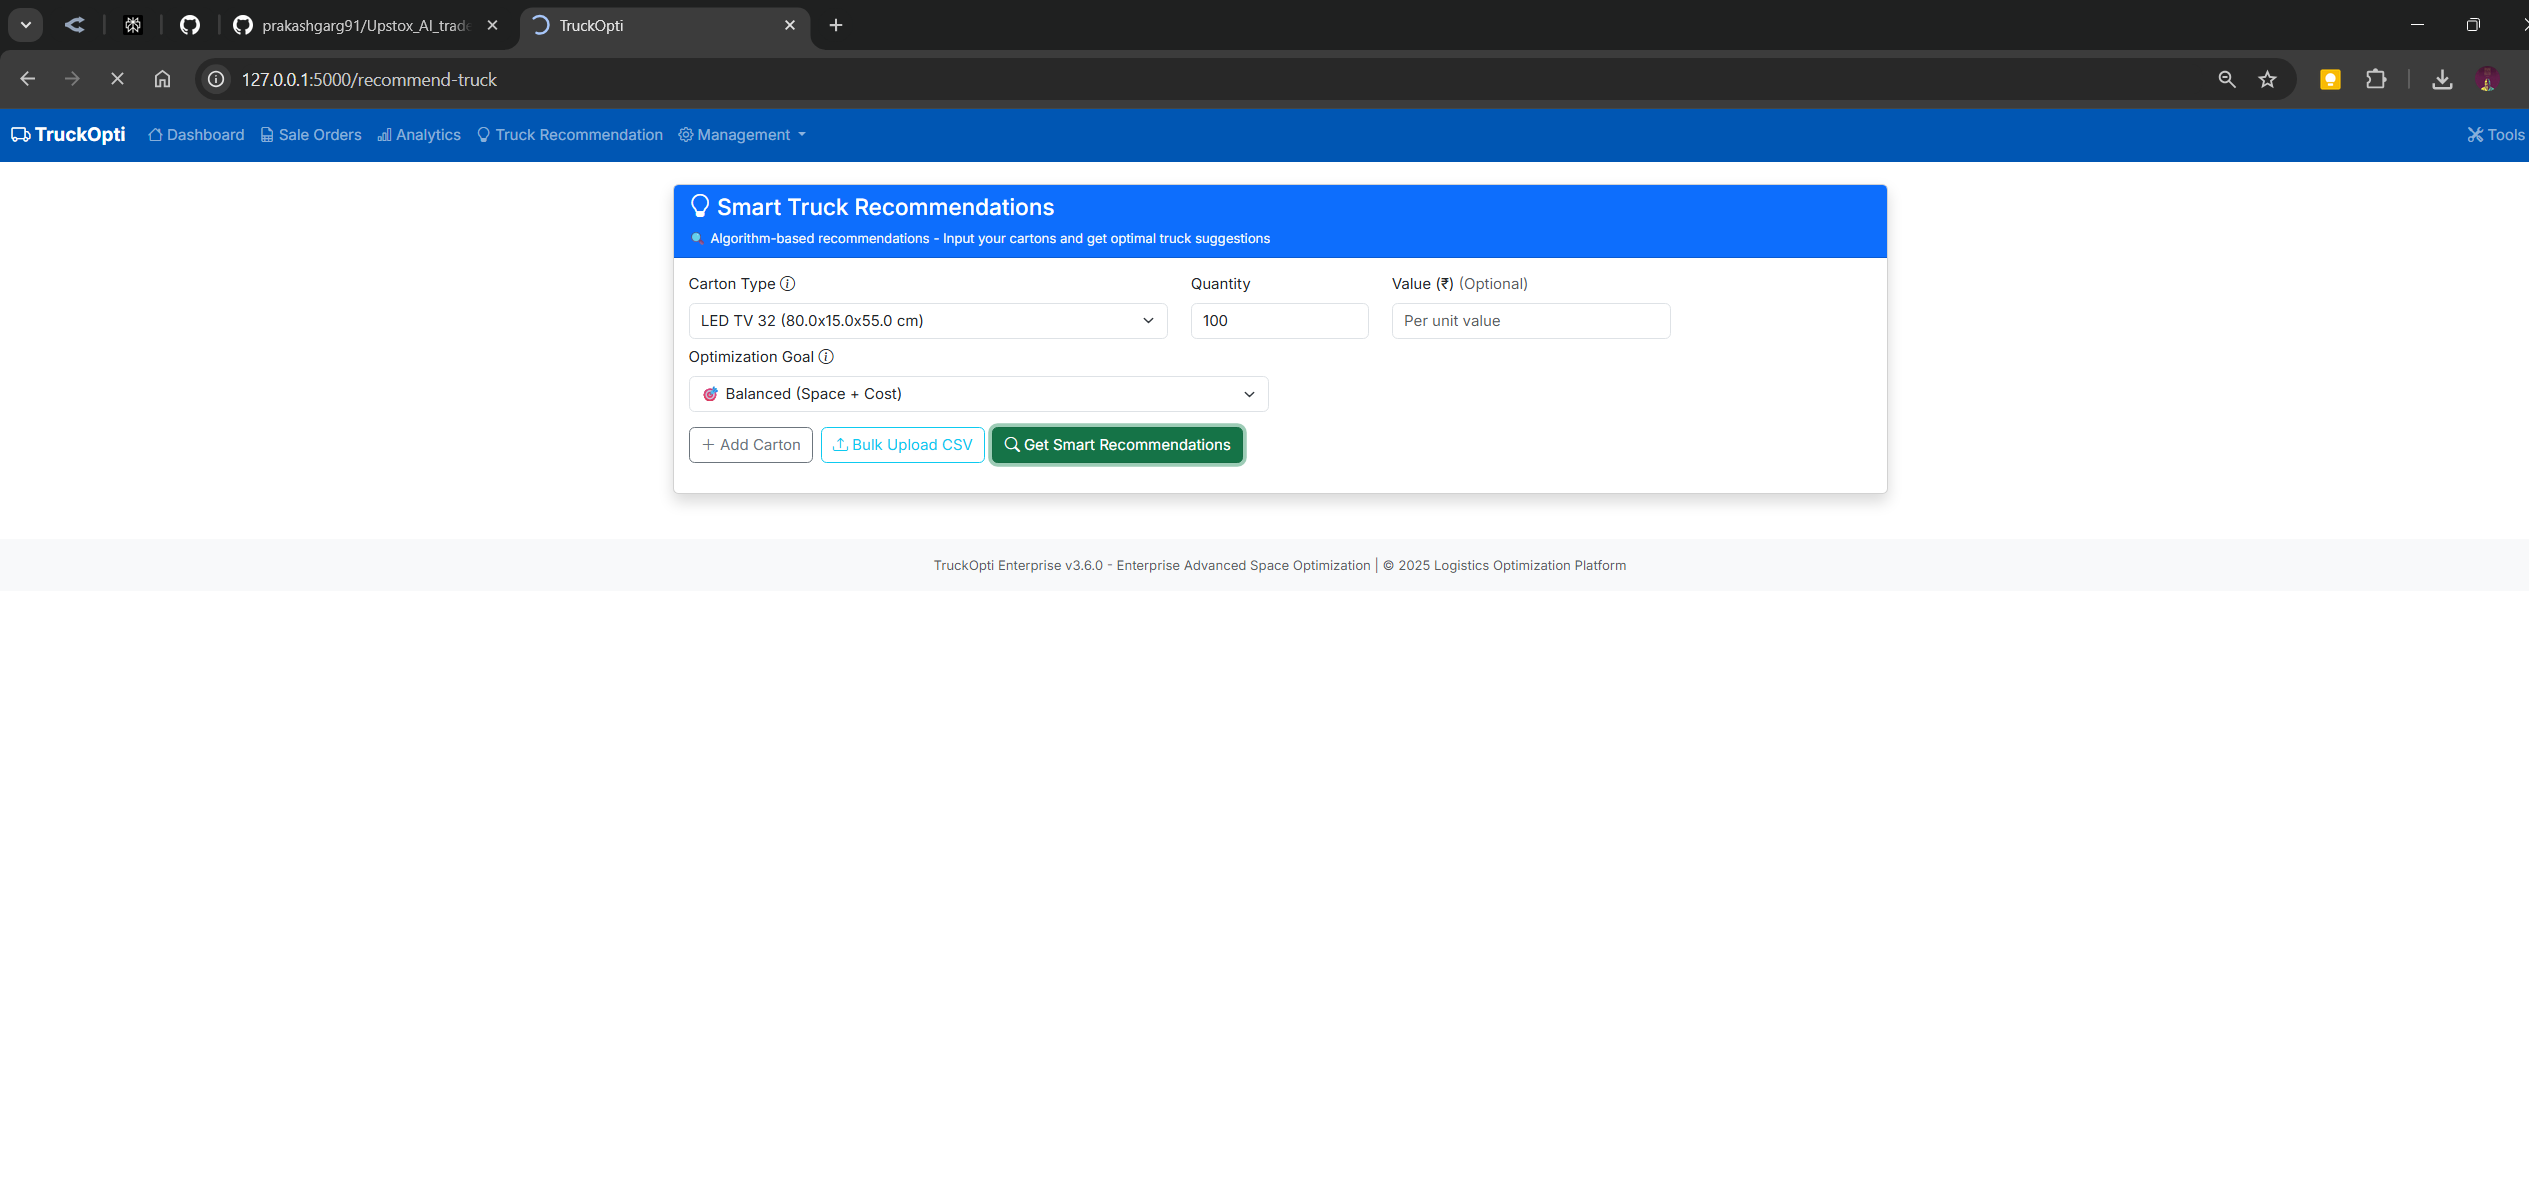 prakashgarg91/Upstox_AI_trade
TruckOpti
127.0.0.1:5000/recommend-truck
TruckOpti Dashboard Sale Orders Analytics Truck Recommendation Management Tools
Smart Truck Recommendations
Algorithm-based recommendations - Input your cartons and get optimal truck suggestions
Carton Type Quantity Value (₹) (Optional)
LED TV 32 (80.0x15.0x55.0 cm) 100 Per unit value
Optimization Goal
Balanced (Space + Cost)
+ Add Carton Bulk Upload CSV Get Smart Recommendations
TruckOpti Enterprise v3.6.0 - Enterprise Advanced Space Optimization | © 2025 Logistics Optimization Platform